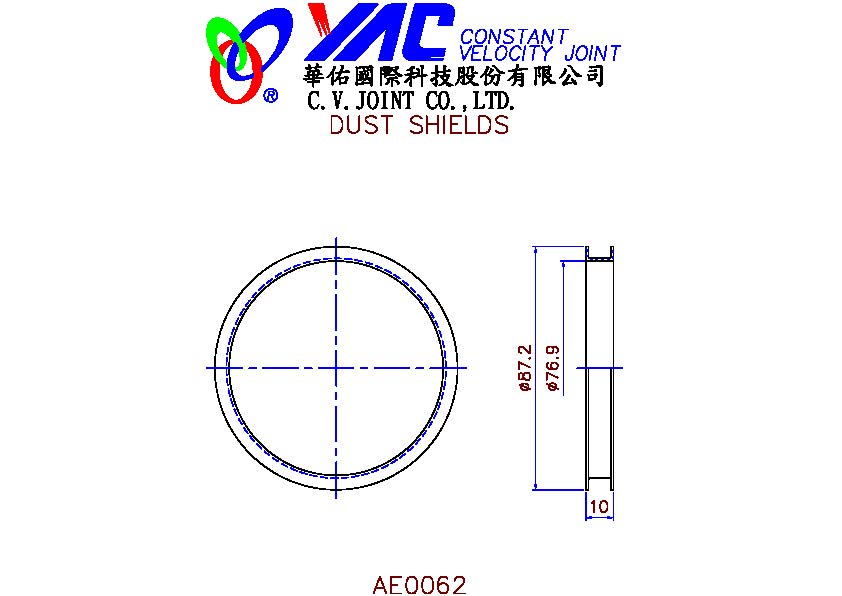 YAC CONSTANT
VELOCITY JOINT
華佑國際科技股份有限公司
®
C.V.JOINT CO.,LTD.
DUST SHIELDS
ø87.2
ø76.9
10
AE0062